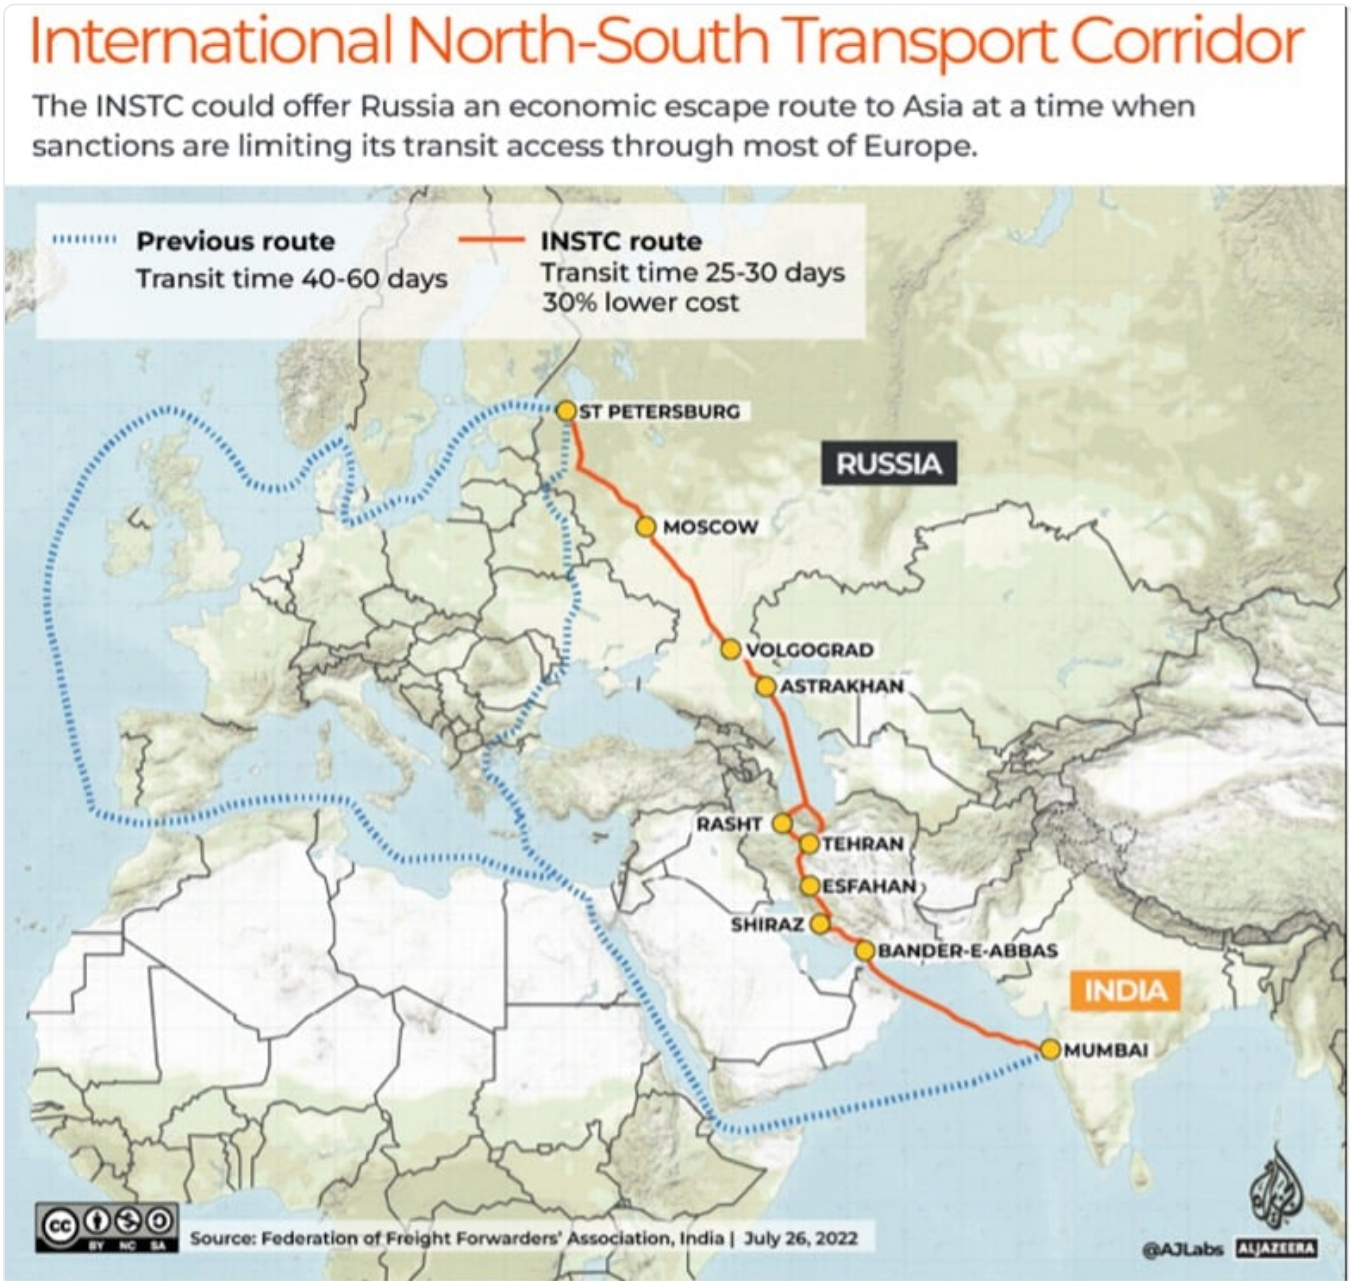 International North-South Transport Corridor
The INSTC could offer Russia an economic escape route to Asia at a time when
sanctions are limiting its transit access through most of Europe.
Previous route
Transit time 40-60 days
INSTC route
Transit time 25-30 days
30% lower cost
ST PETERSBURG
RUSSIA
MOSCOW
VOLGOGRAD
ASTRAKHAN
RASHT
TEHRAN
ESFAHAN
SHIRAZ
BANDER-E-ABBAS
INDIA
MUMBAI
cc
BY NC SA
Source: Federation of Freight Forwarders' Association, India | July 26, 2022
@AJLabs ALJAZEERA